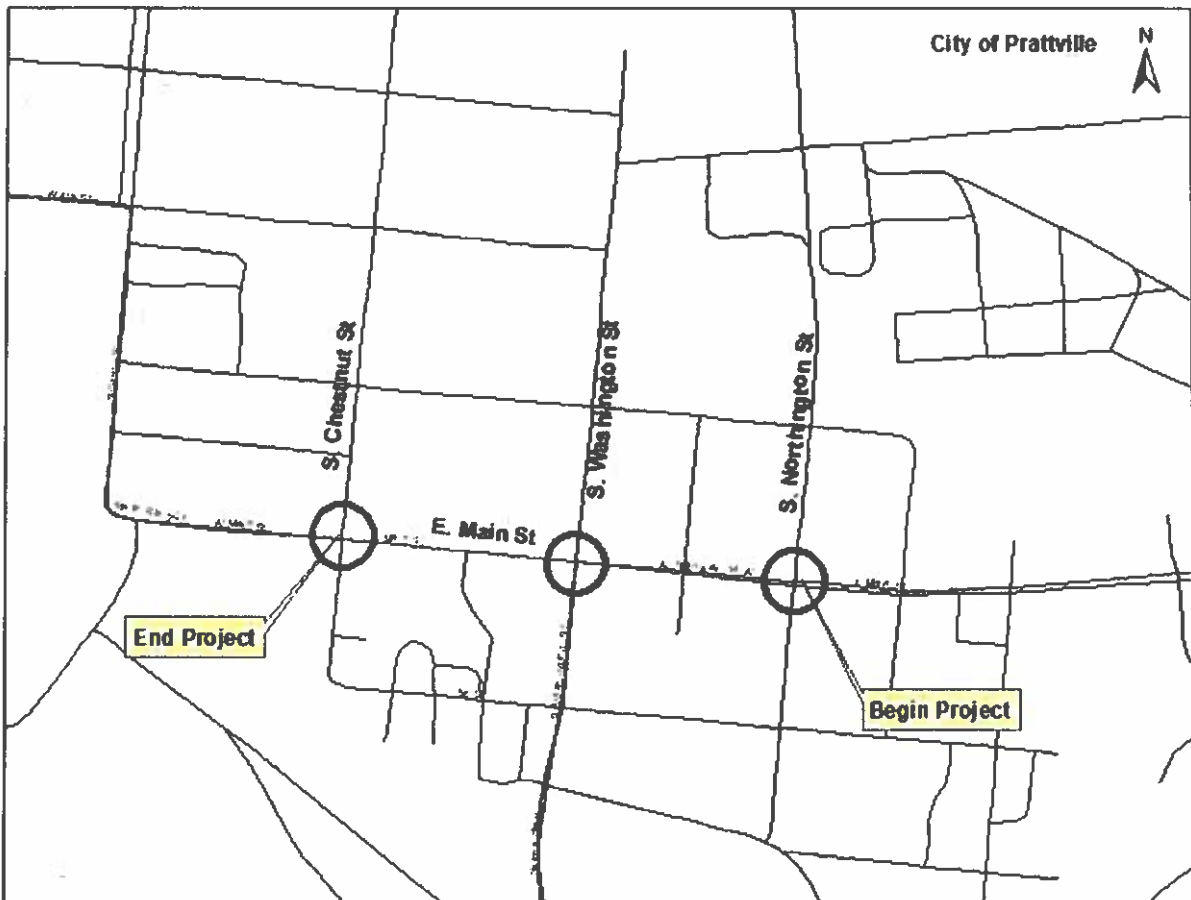 City of Prattville
N
S. Chestnut St
S. Washington St
S. Northington St
E. Main St
End Project
Begin Project